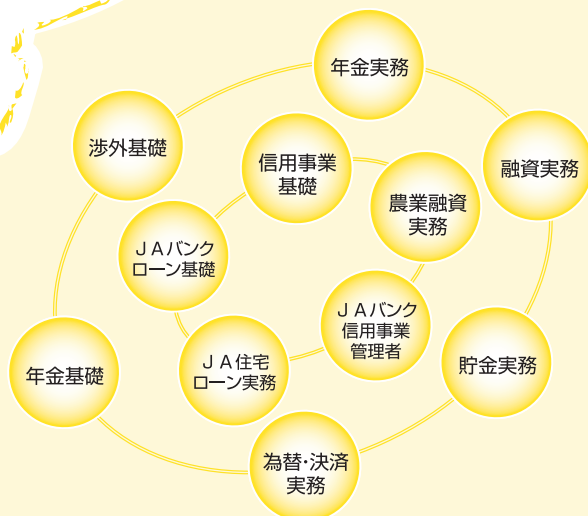 年金実務
渉外基礎
信用事業
基礎
融資実務
農業融資
実務
ＪＡバンク
ローン基礎
ＪＡバンク
信用事業
管理者
ＪＡ住宅
ローン実務
年金基礎
貯金実務
為替・決済
実務